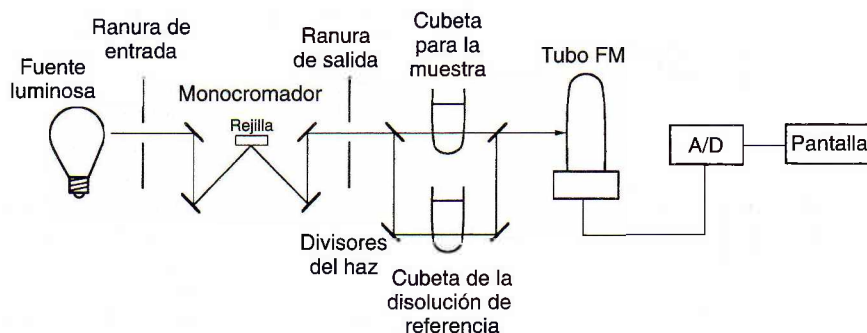 Ranura de
entrada
Fuente
luminosa
Monocromador
Rejilla
Ranura
de salida
Cubeta
para la
muestra
Tubo FM
A/D
Pantalla
Divisores
del haz
Cubeta de la
disolución de
referencia